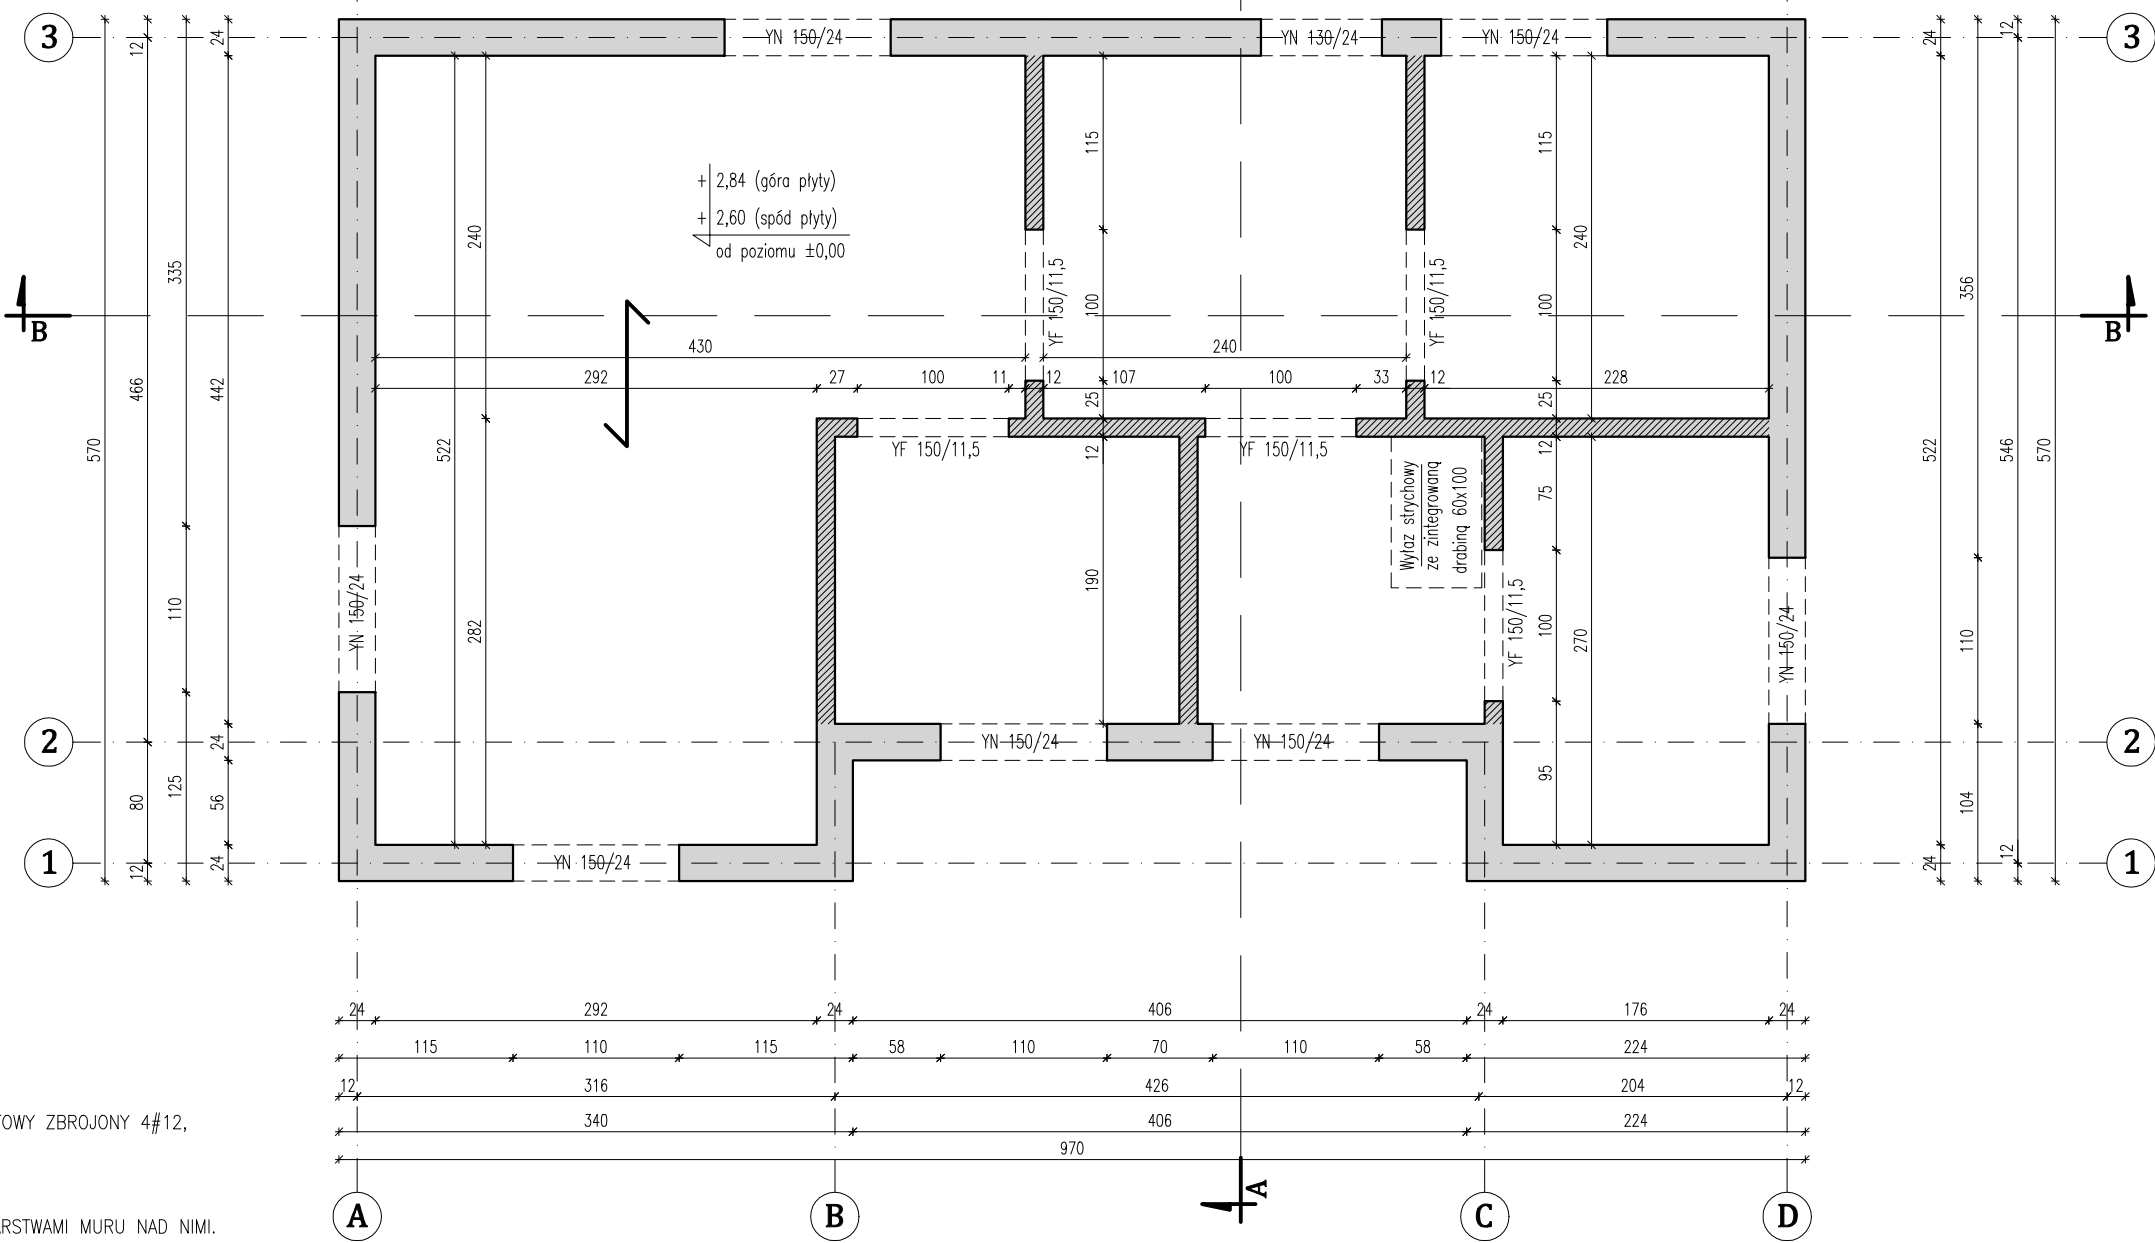 3
12
24
YN 150/24
YN 130/24
YN 150/24
24
12
3
+ 2,84 (góra płyty)
+ 2,60 (spód płyty)
od poziomu ±0,00
115
115
240
240
335
356
YF 150/11,5
YF 150/11,5
100
100
B
B
430
240
466
442
292
27
100
11
12
107
100
33
12
228
25
25
570
522
YF 150/11,5
YF 150/11,5
12
12
522
546
570
Wyłaz strychowy
ze zintegrowaną
drabiną 60x100
75
190
110
YN 150/24
282
YF 150/11,5
100
270
YN 150/24
110
2
24
YN 150/24
YN 150/24
2
80
125
56
95
104
1
12
24
YN 150/24
24
12
1
24
292
24
406
24
176
24
115
110
115
58
110
70
110
58
224
12
316
426
204
12
TOWY ZBROJONY 4#12,
340
406
224
970
A
A
B
C
D
ARSTWAMI MURU NAD NIMI.